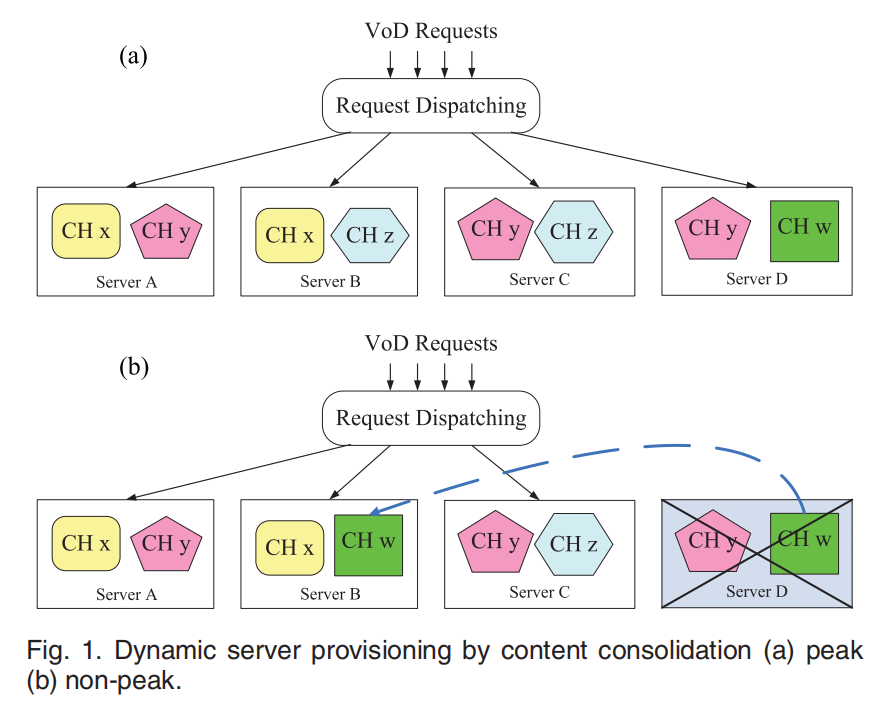 (a)
VoD Requests
Request Dispatching
CH x
CH y
Server A
CH x
CH z
Server B
CH y
CH z
Server C
CH y
CH w
Server D
(b)
VoD Requests
Request Dispatching
CH x
CH y
Server A
CH x
CH w
Server B
CH y
CH z
Server C
CH y
CH w
Server D
Fig. 1. Dynamic server provisioning by content consolidation (a) peak
(b) non-peak.